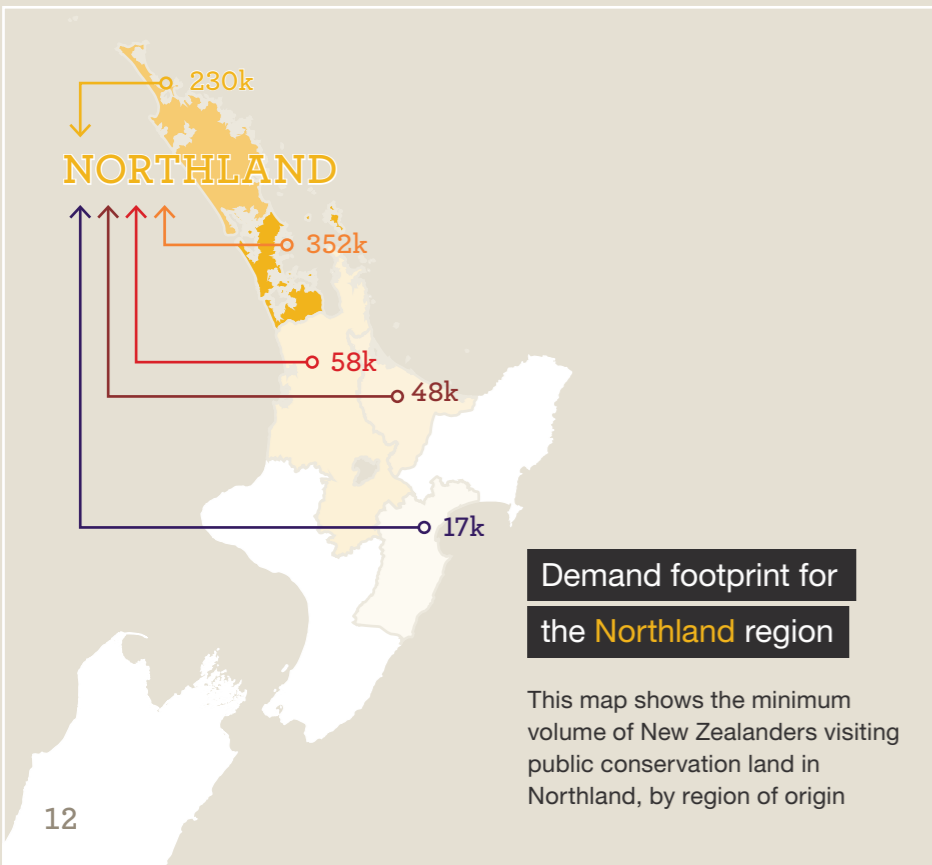 230k
NORTHLAND
352k
58k
48k
17k
Demand footprint for
the Northland region
This map shows the minimum
volume of New Zealanders visiting
public conservation land in
Northland, by region of origin
12